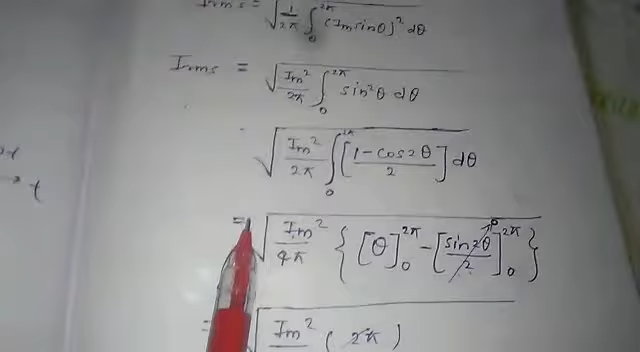 Irms = √ 1/2π ∫₀^2π (Im sinθ)² dθ
Irms = √ Im²/2π ∫₀^2π sin²θ dθ
√ Im²/2π ∫₀^2π [1-cos2θ/2] dθ
= √ Im²/4π { [θ]₀^2π - [sin2θ/2]₀^2π } 0
= √ Im² (2π)